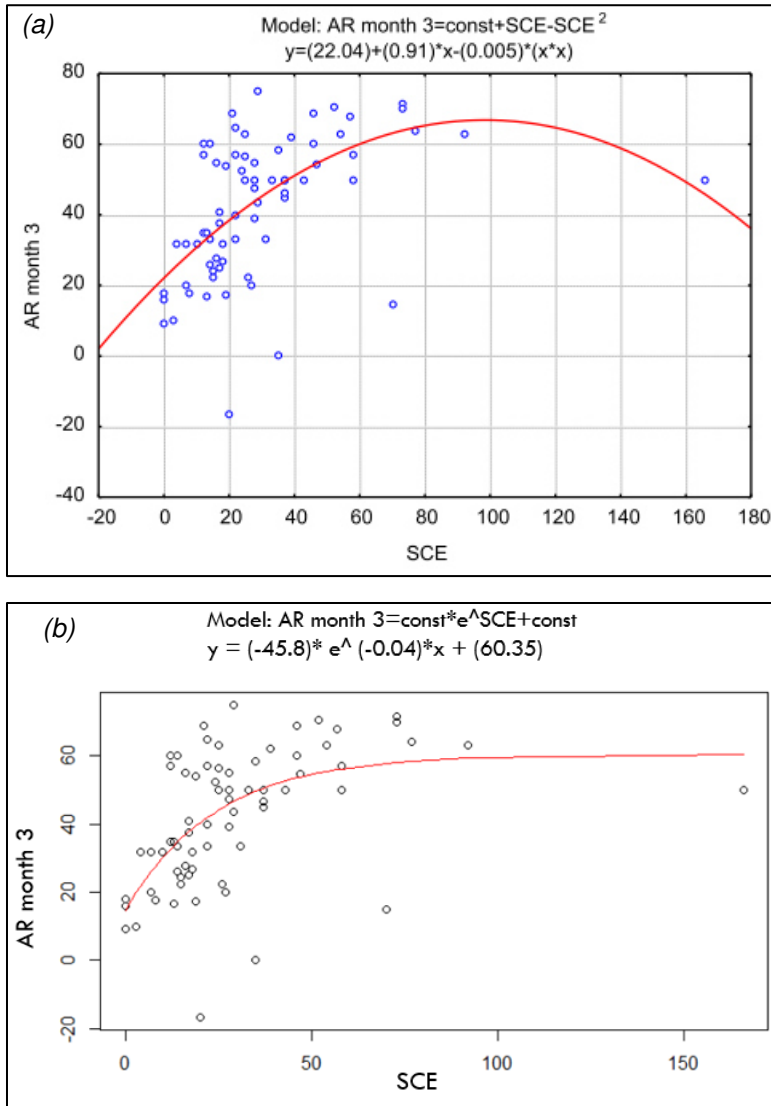 (a)
Model: AR month 3=const+SCE-SCE²
y=(22.04)+(0.91)*x-(0.005)*(x*x)
80
60
40
20
0
-20
-40
AR month 3
-20 0 20 40 60 80 100 120 140 160 180
SCE
(b)
Model: AR month 3=const*e^SCE+const
y = (-45.8)* e^ (-0.04)*x + (60.35)
60
40
20
0
-20
AR month 3
0 50 100 150
SCE